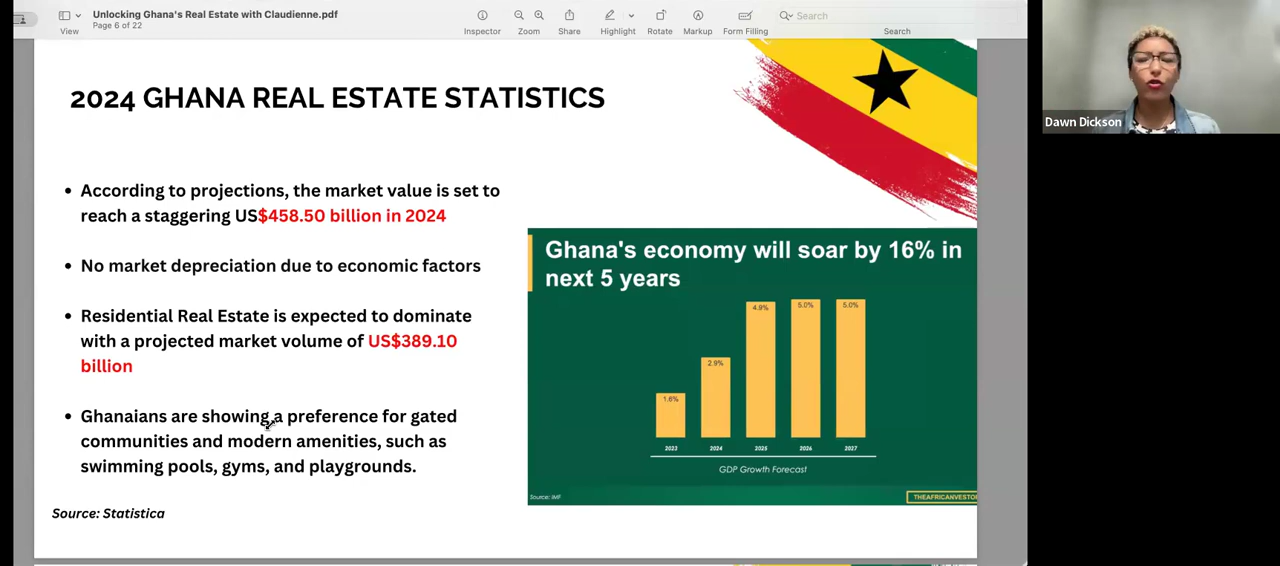 Unlocking Ghana's Real Estate with Claudienne.pdf
Page 6 of 22
View
Inspector
Zoom
Share
Highlight
Rotate
Markup
Form Filling
Search
Search
2024 GHANA REAL ESTATE STATISTICS
• According to projections, the market value is set to
reach a staggering US$458.50 billion in 2024
• No market depreciation due to economic factors
• Residential Real Estate is expected to dominate
with a projected market volume of US$389.10
billion
• Ghanaians are showing a preference for gated
communities and modern amenities, such as
swimming pools, gyms, and playgrounds.
Source: Statistica
Ghana's economy will soar by 16% in
next 5 years
1.6%
2.9%
4.9%
5.0%
5.0%
2023
2024
2025
2026
2027
GDP Growth Forecast
Source: IMF
THEAFRICANVESTO
Dawn Dickson